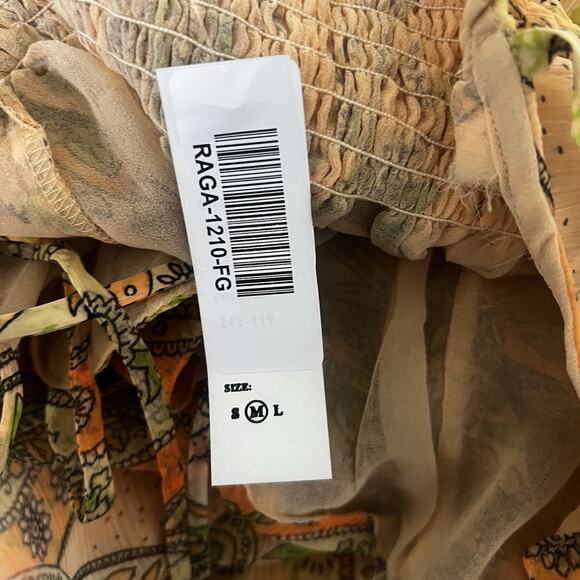 RAGA-1210-FG
24Y-119
SIZE:
S M L